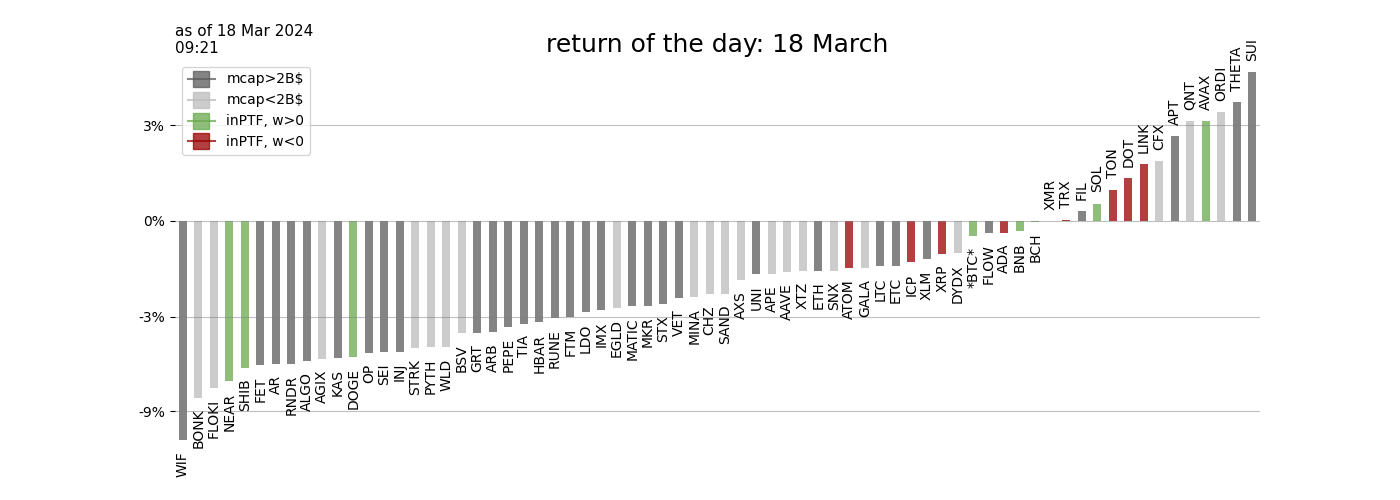 as of 18 Mar 2024
09:21
return of the day: 18 March
mcap>2B$
mcap<2B$
inPTF, w>0
inPTF, w<0
3%
0%
-3%
-9%
WIF
BONK
FLOKI
NEAR
SHIB
FET
AR
RNDR
ALGO
AGIX
KAS
DOGE
OP
SEI
INJ
STRK
PYTH
WLD
BSV
GRT
ARB
PEPE
TIA
HBAR
RUNE
FTM
LDO
IMX
EGLD
MATIC
MKR
STX
VET
MINA
CHZ
SAND
AXS
UNI
APE
AAVE
XTZ
ETH
SNX
ATOM
GALA
LTC
ETC
ICP
XLM
XRP
DYDX
*BTC*
FLOW
ADA
BNB
BCH
XMR
TRX
FIL
SOL
TON
DOT
LINK
CFX
APT
QNT
AVAX
ORDI
THETA
SUI